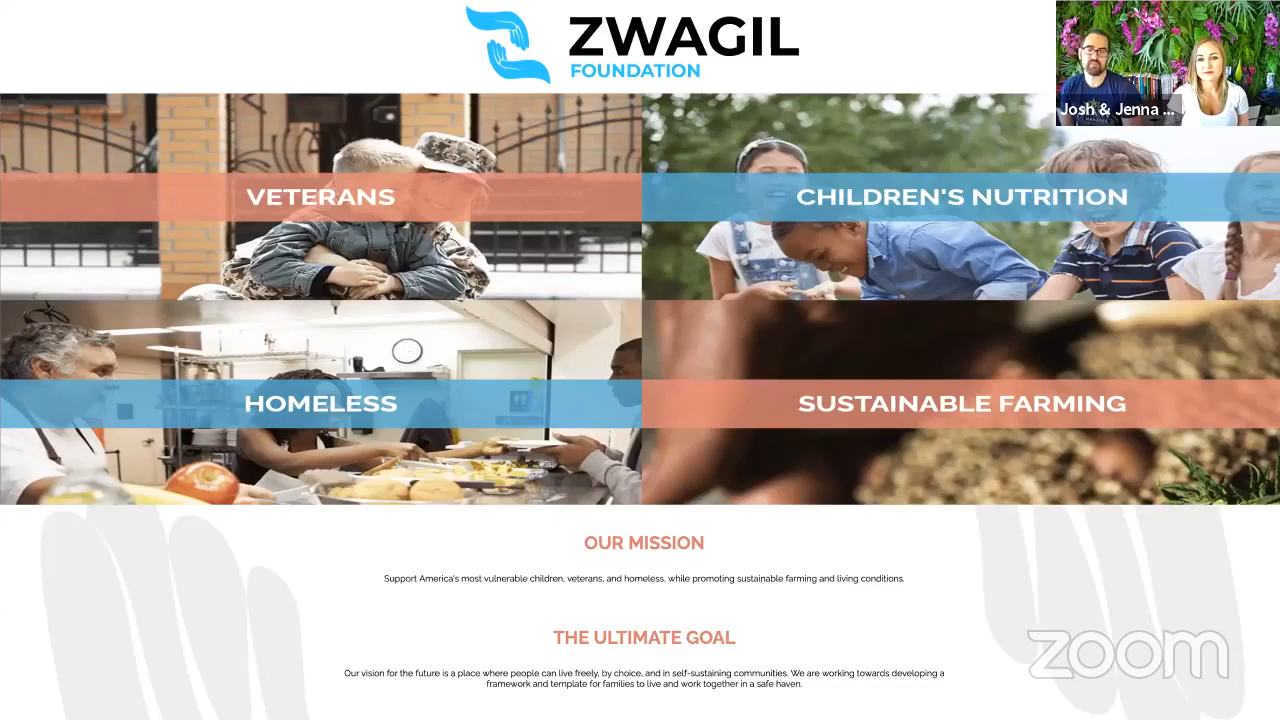 ZWAGIL
FOUNDATION
Josh & Jenna ...
VETERANS
CHILDREN'S NUTRITION
HOMELESS
SUSTAINABLE FARMING
OUR MISSION
Support America's most vulnerable children, veterans, and homeless, while promoting sustainable farming and living conditions.
THE ULTIMATE GOAL
Our vision for the future is a place where people can live freely, by choice, and in self-sustaining communities. We are working towards developing a
framework and template for families to live and work together in a safe haven.
zoom